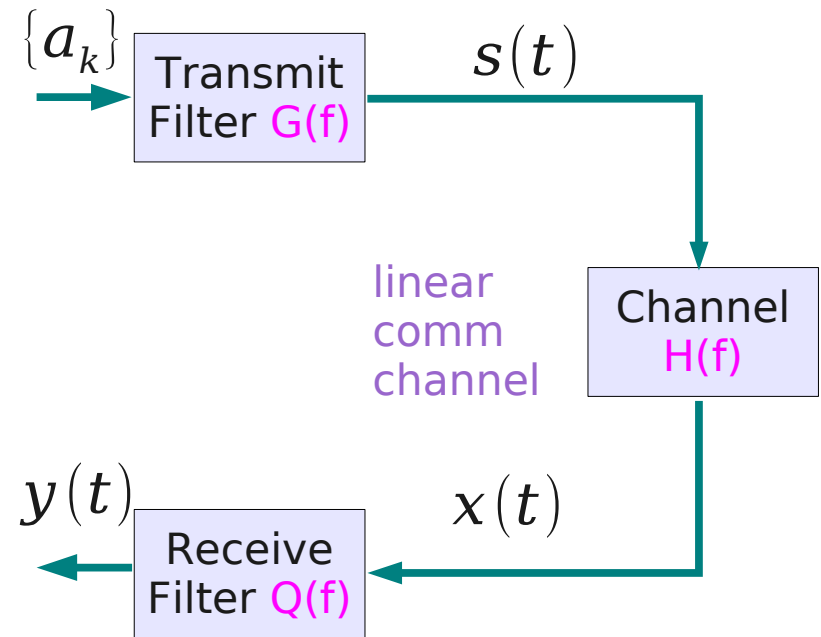 {a_k}
Transmit
Filter G(f)
s(t)
linear
comm
channel
Channel
H(f)
y(t)
Receive
Filter Q(f)
x(t)